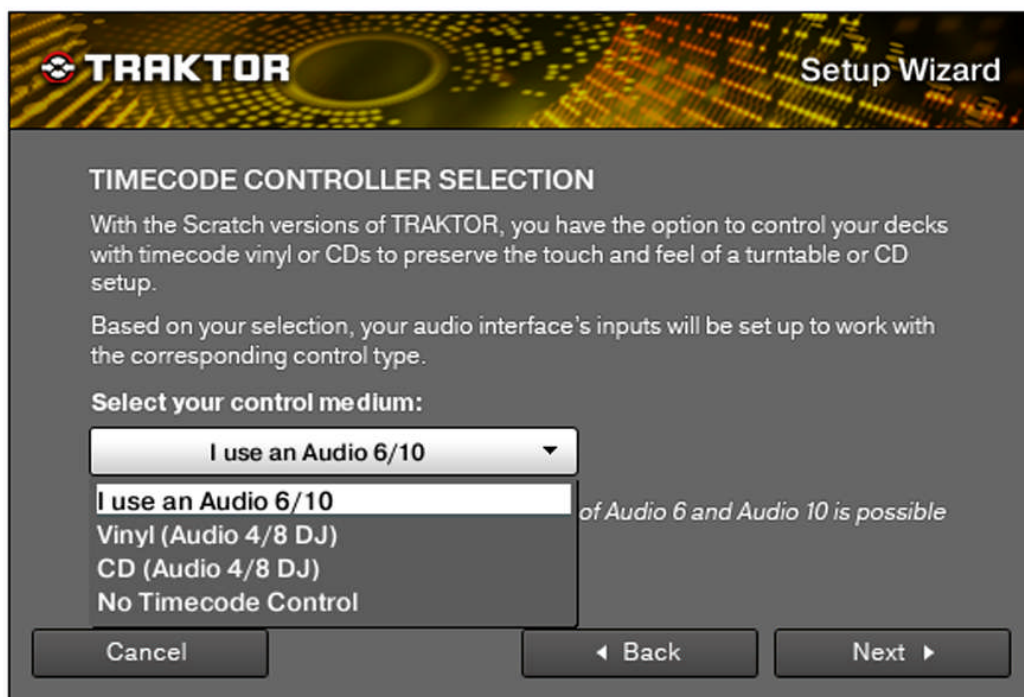 TRAKTOR
Setup Wizard
TIMECODE CONTROLLER SELECTION
With the Scratch versions of TRAKTOR, you have the option to control your decks
with timecode vinyl or CDs to preserve the touch and feel of a turntable or CD
setup.
Based on your selection, your audio interface's inputs will be set up to work with
the corresponding control type.
Select your control medium:
I use an Audio 6/10
I use an Audio 6/10
of Audio 6 and Audio 10 is possible
Vinyl (Audio 4/8 DJ)
CD (Audio 4/8 DJ)
No Timecode Control
Cancel
Back
Next